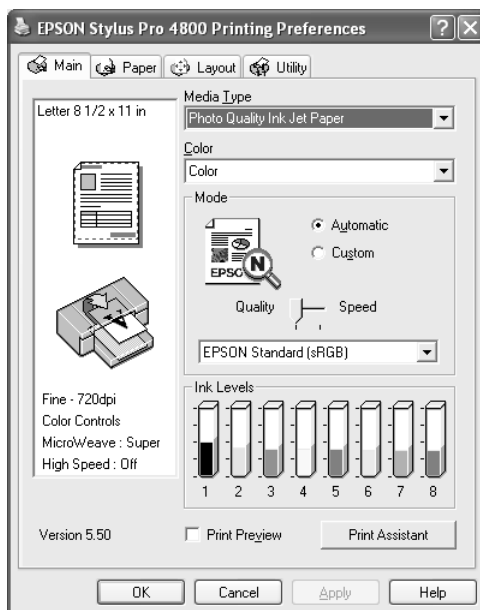 EPSON Stylus Pro 4800 Printing Preferences
Main
Paper
Layout
Utility
Letter 8 1/2 x 11 in
Fine - 720dpi
Color Controls
MicroWeave : Super
High Speed : Off
Version 5.50
Media Type
Photo Quality Ink Jet Paper
Color
Color
Mode
EPSC
N
Automatic
Custom
Quality
Speed
EPSON Standard (sRGB)
Ink Levels
1 2 3 4 5 6 7 8
Print Preview
Print Assistant
OK
Cancel
Apply
Help